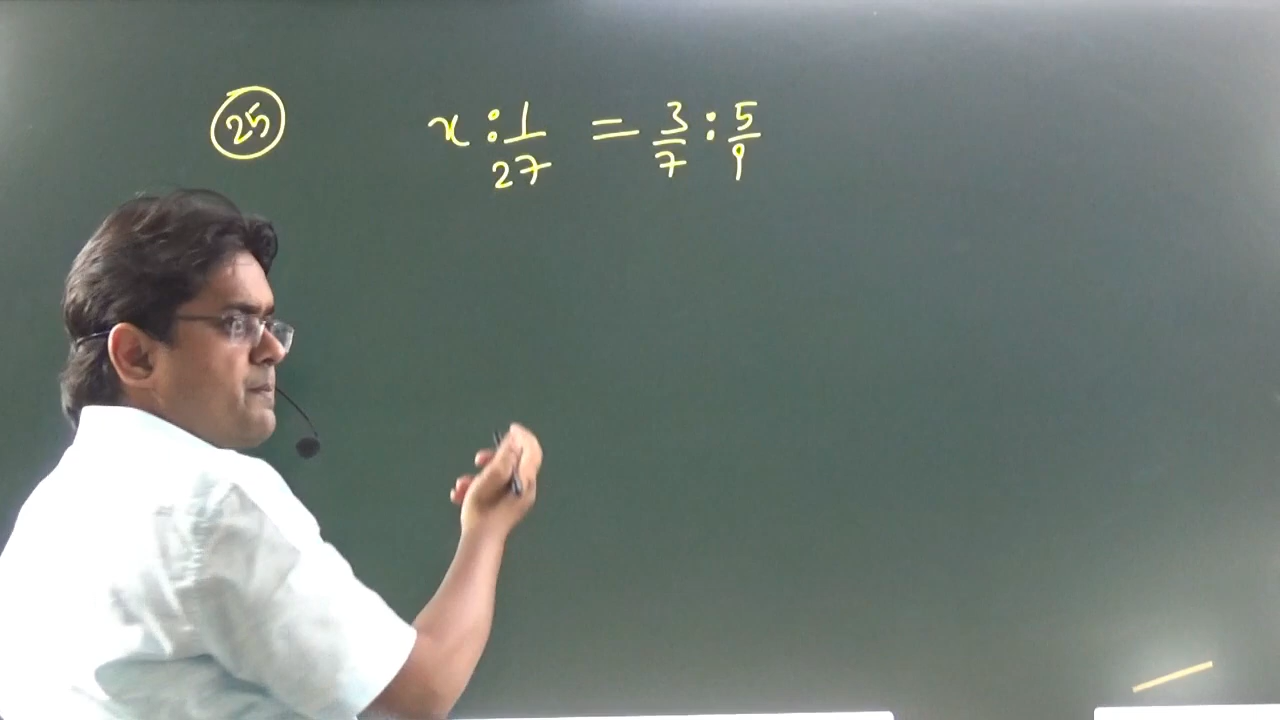 25 x : 1/27 = 3/7 : 5/9